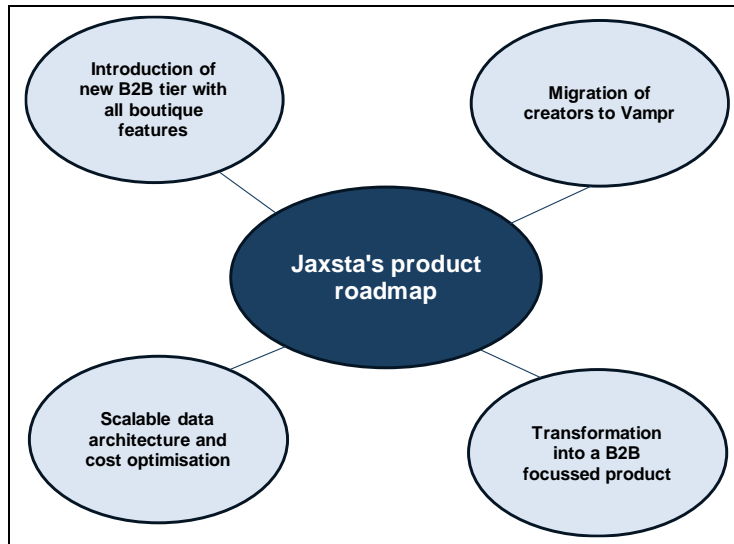 Introduction of
new B2B tier with
all boutique
features
Migration of
creators to Vampr
Jaxsta's product
roadmap
Scalable data
architecture and
cost optimisation
Transformation
into a B2B
focussed product